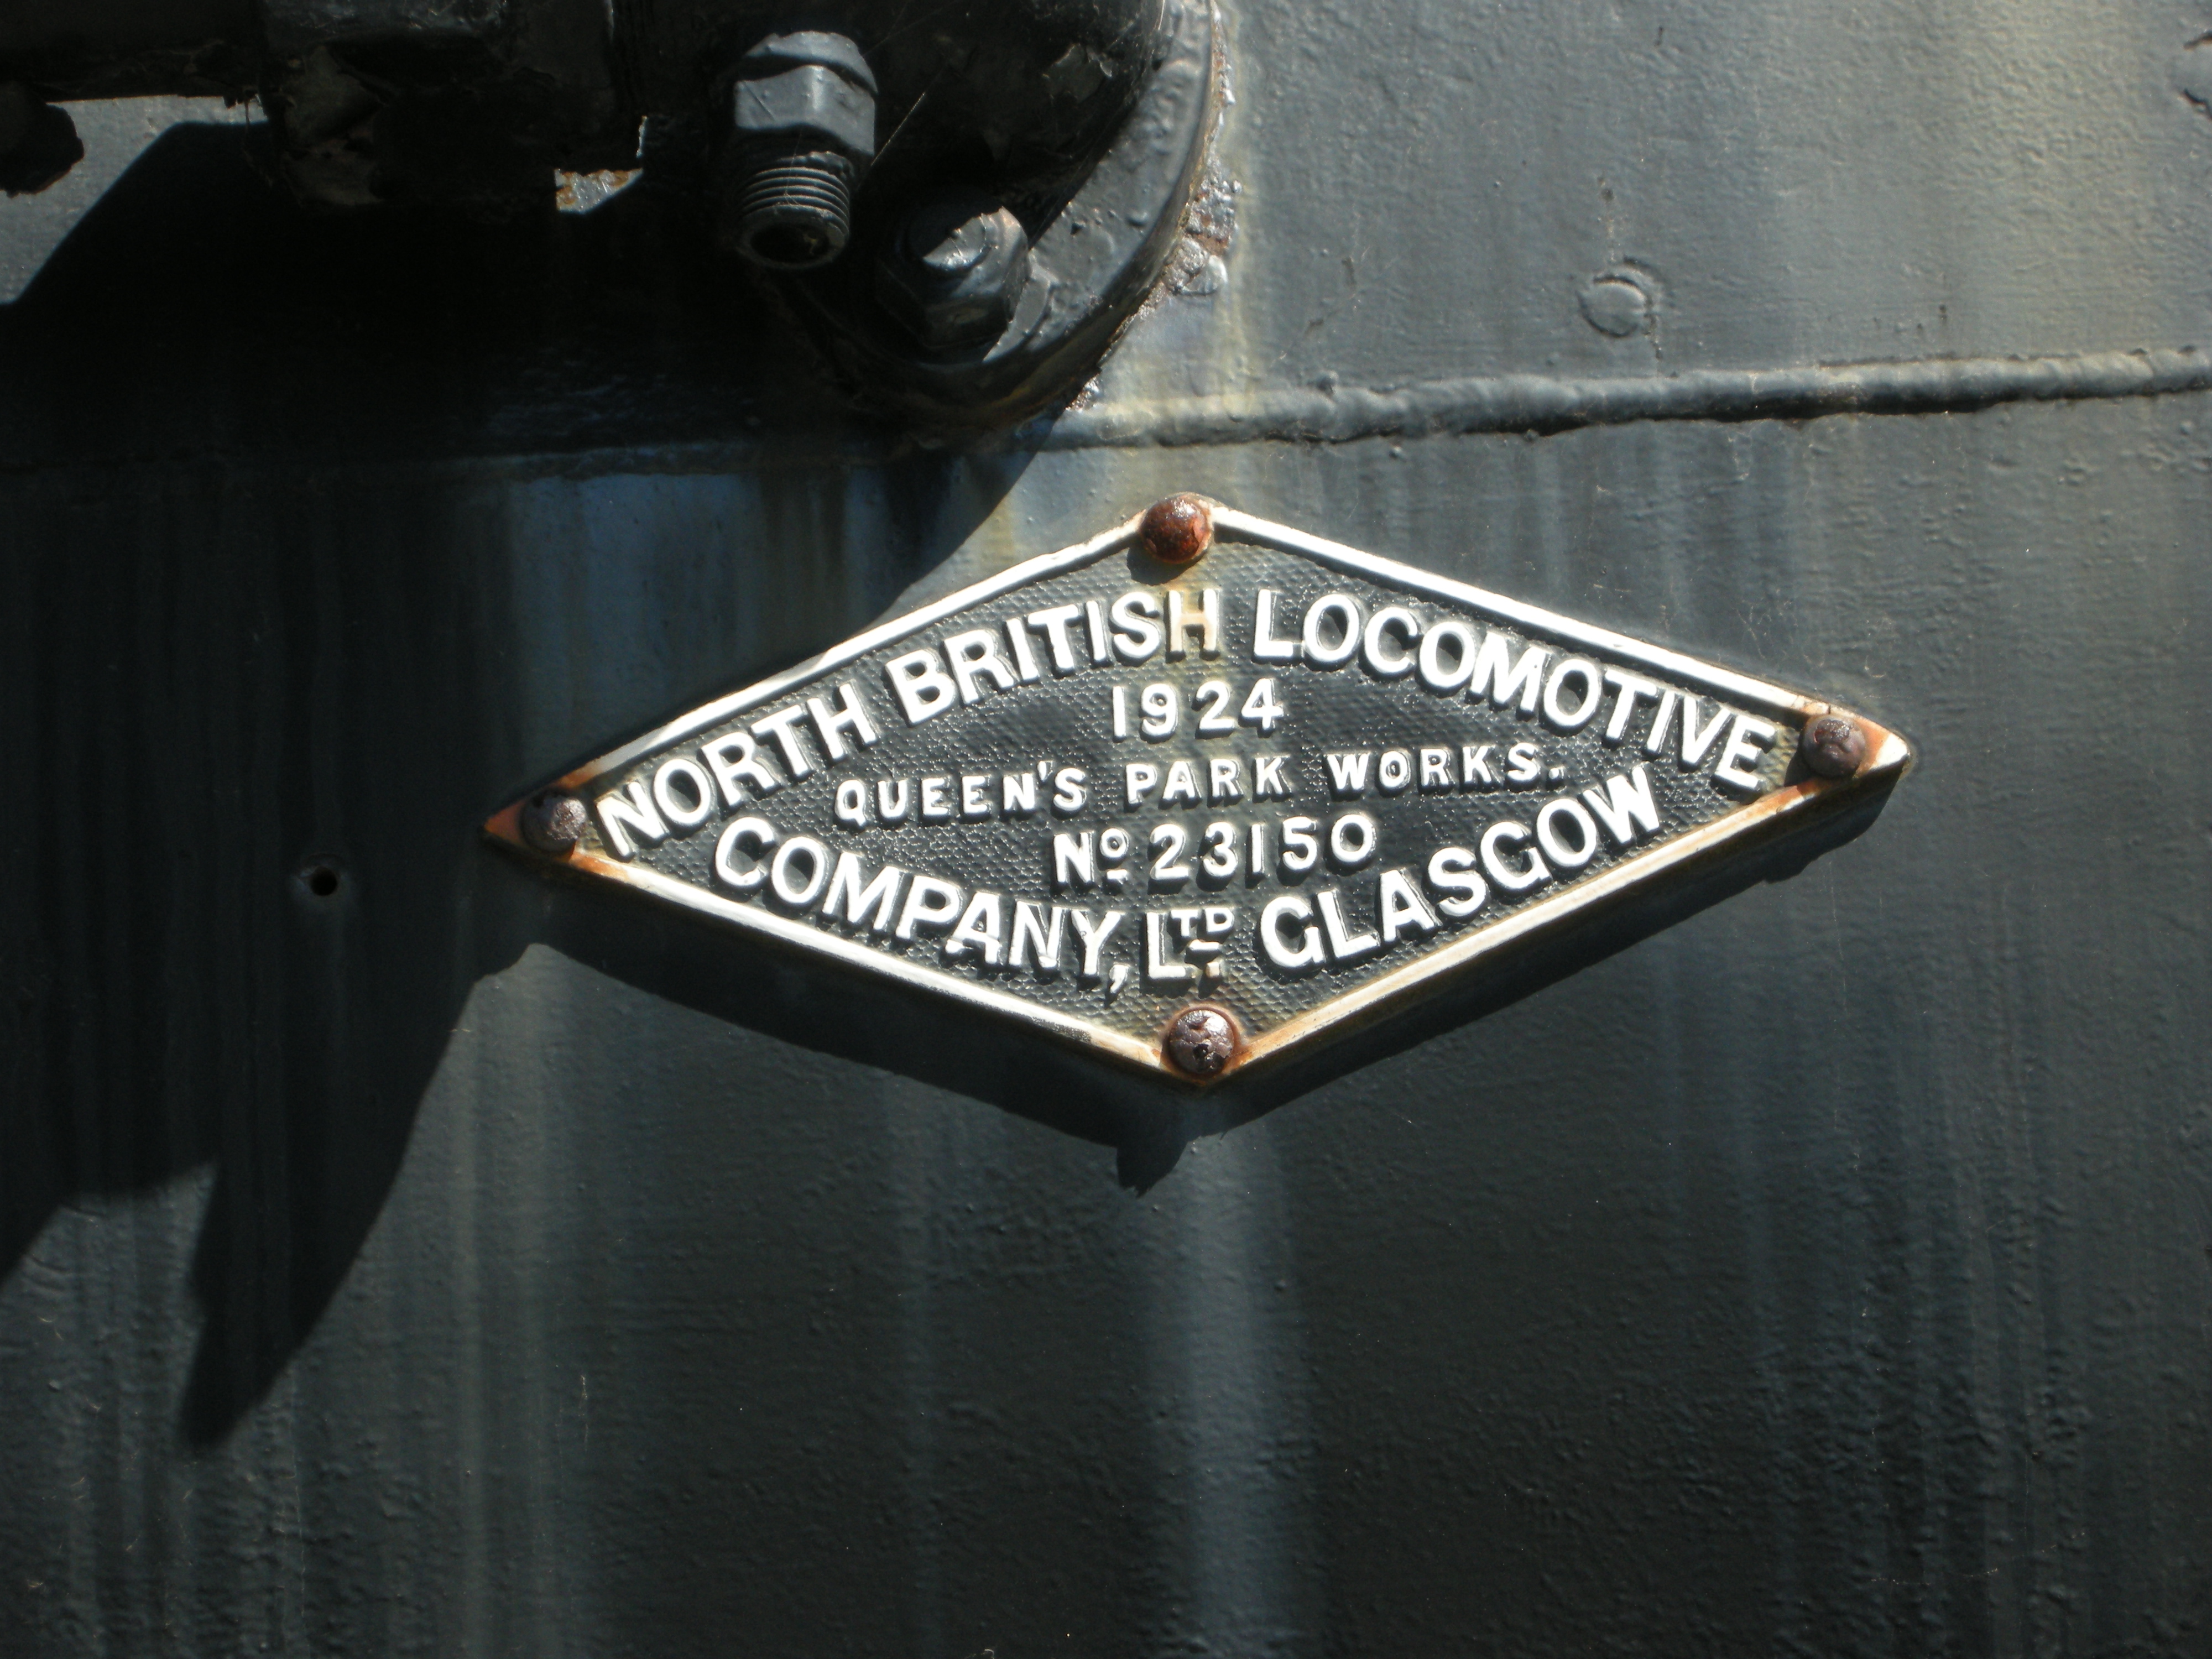 NORTH BRITISH LOCOMOTIVE
1924
QUEEN'S PARK WORKS.
Nº 23150
COMPANY, LTD GLASGOW